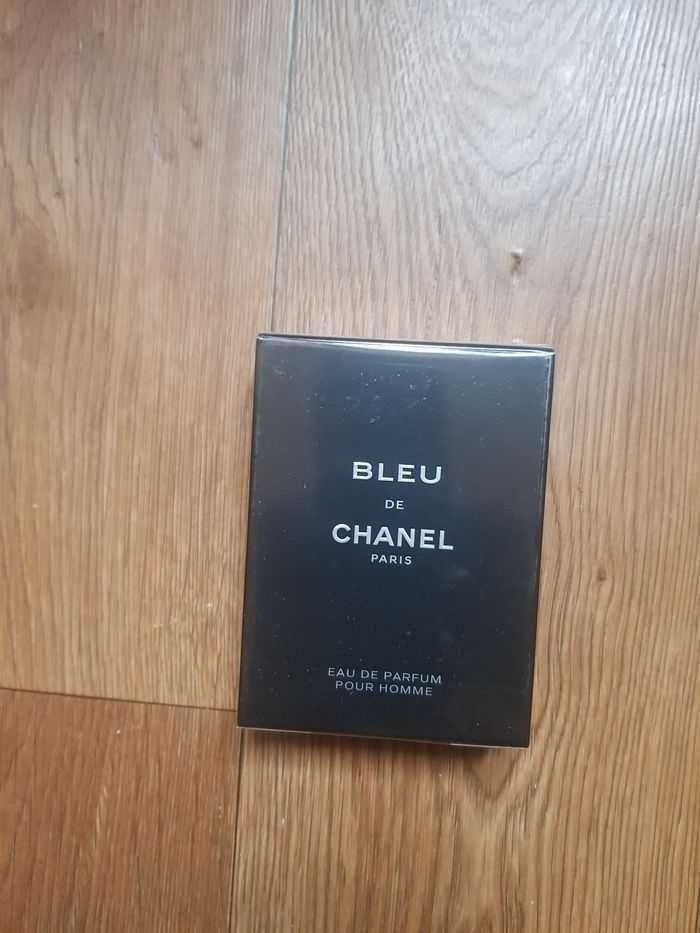 BLEU
DE
CHANEL
PARIS
EAU DE PARFUM
POUR HOMME